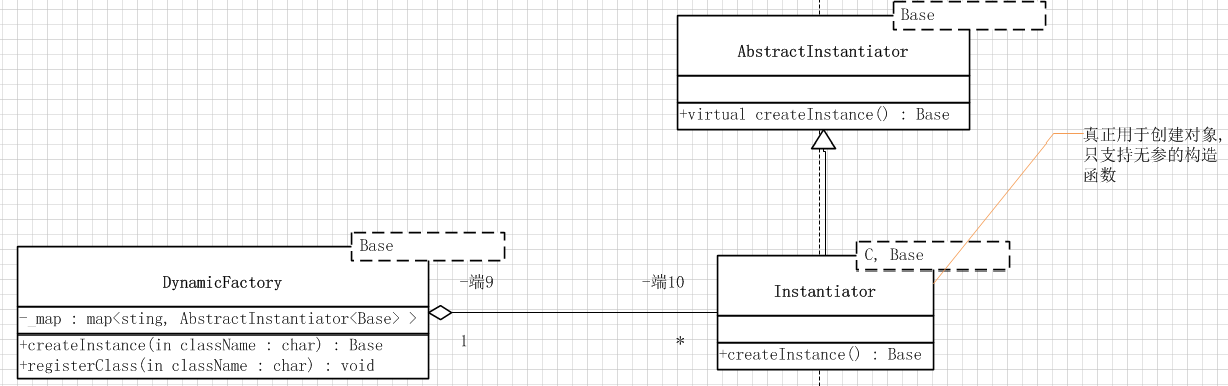 Base
AbstractInstantiator
+virtual createInstance() : Base
真正用于创建对象,
只支持无参的构造
函数
Base
DynamicFactory
-_map : map<sting, AbstractInstantiator<Base> >
+createInstance(in className : char) : Base
+registerClass(in className : char) : void
-端9
1
-端10
*
C, Base
Instantiator
+createInstance() : Base